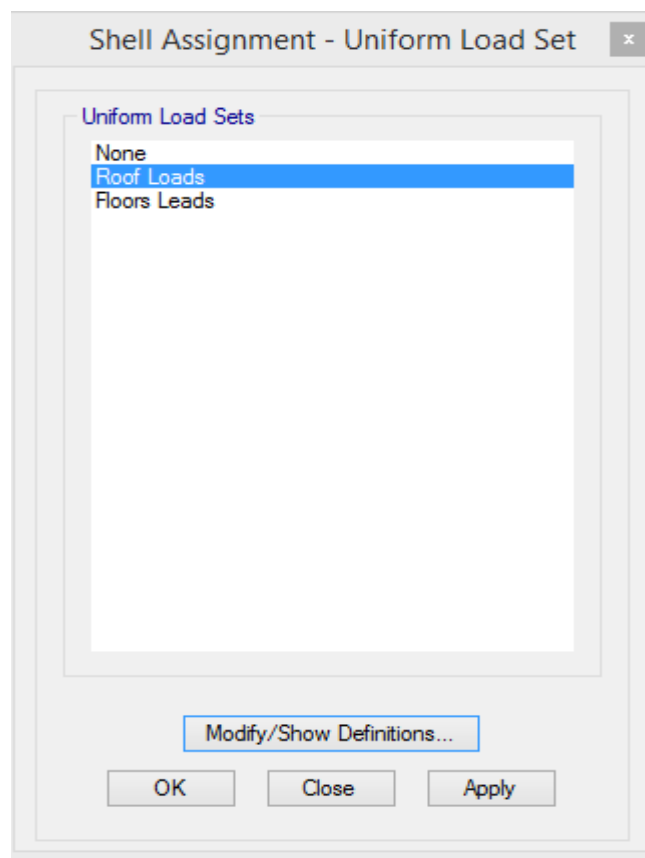 Shell Assignment - Uniform Load Set x
Uniform Load Sets
None
Roof Loads
Floors Leads
Modify/Show Definitions...
OK Close Apply